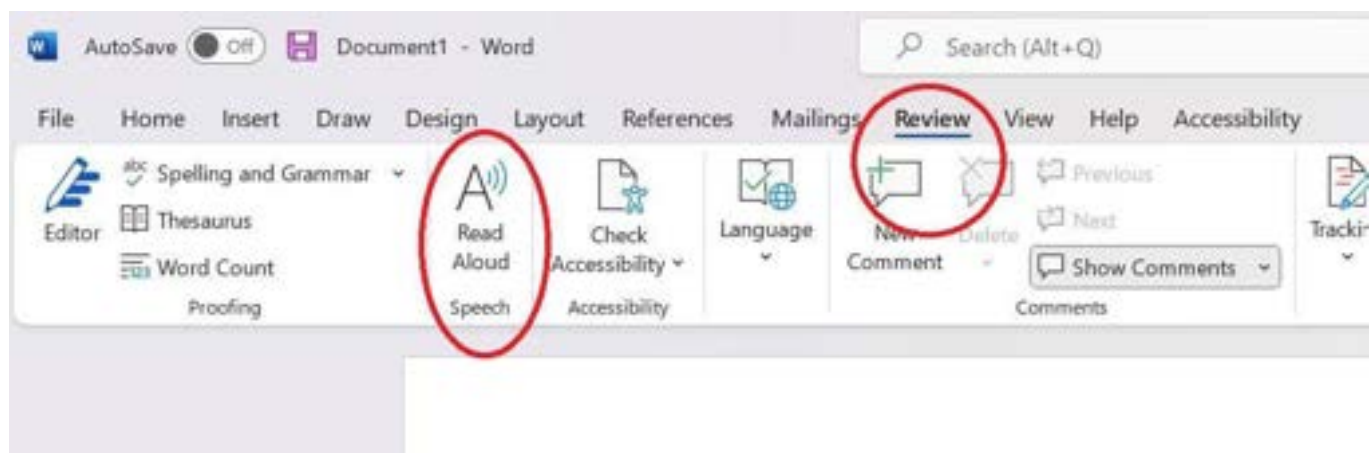 W AutoSave Off Document1 - Word Search (Alt+Q)
File Home Insert Draw Design Layout References Mailings Review View Help Accessibility
Editor
abc Spelling and Grammar
Thesaurus
Word Count
Proofing
A Read
Aloud
Speech
Check
Accessibility
Accessibility
Language
New
Comment
Delete
Previous
Next
Show Comments
Comments